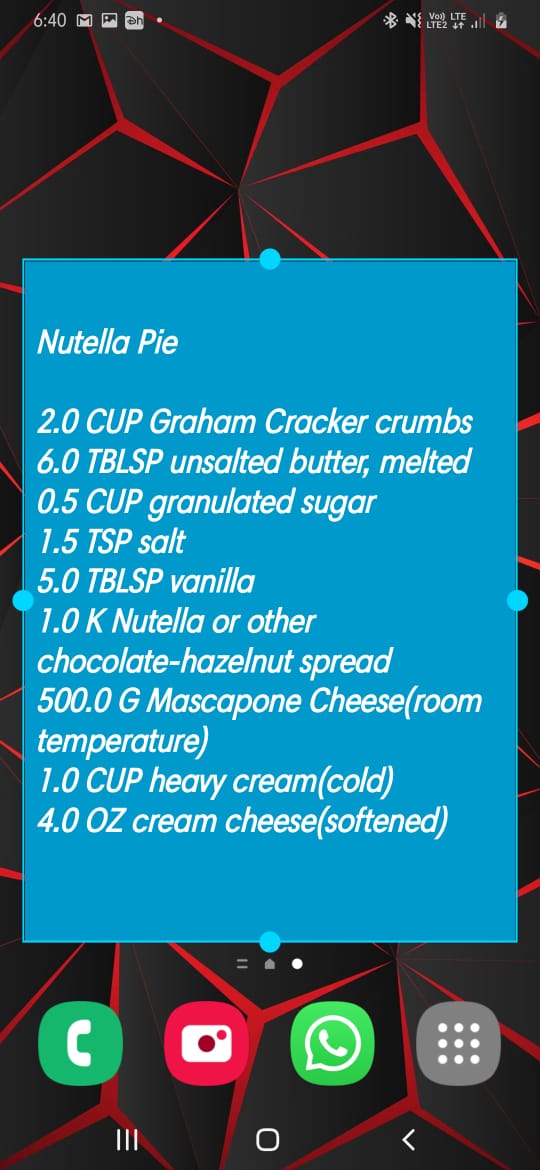 6:40
Vo) LTE
LTE2
Nutella Pie
2.0 CUP Graham Cracker crumbs
6.0 TBLSP unsalted butter, melted
0.5 CUP granulated sugar
1.5 TSP salt
5.0 TBLSP vanilla
1.0 K Nutella or other
chocolate-hazelnut spread
500.0 G Mascapone Cheese(room
temperature)
1.0 CUP heavy cream(cold)
4.0 OZ cream cheese(softened)